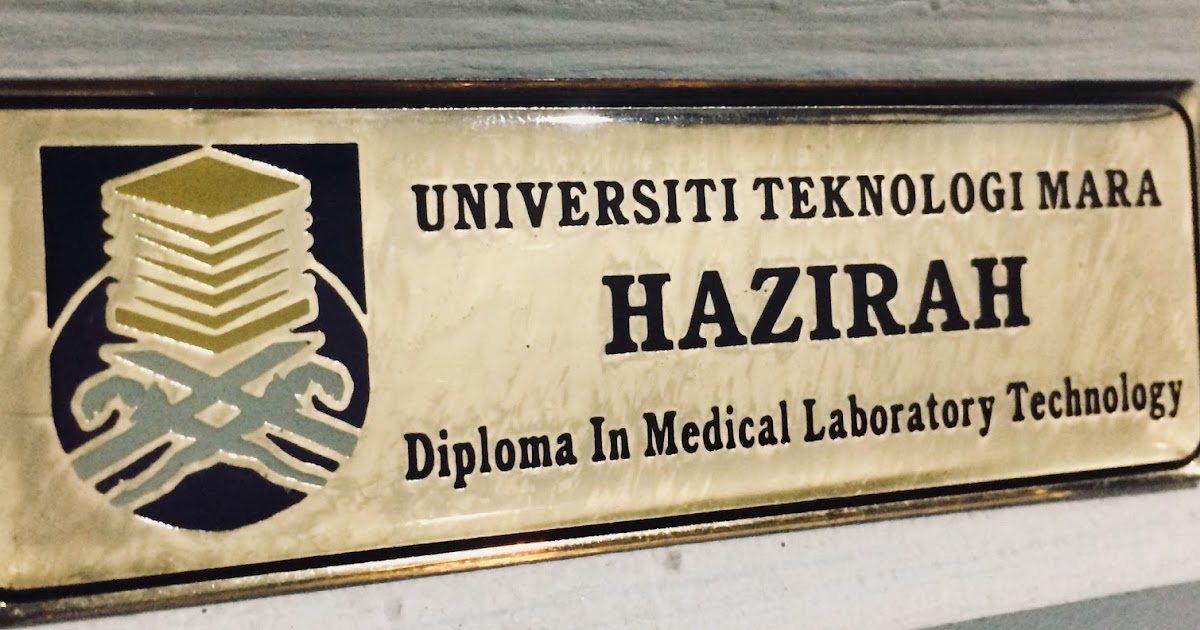 UNIVERSITI TEKNOLOGI MARA
HAZIRAH
Diploma In Medical Laboratory Technology